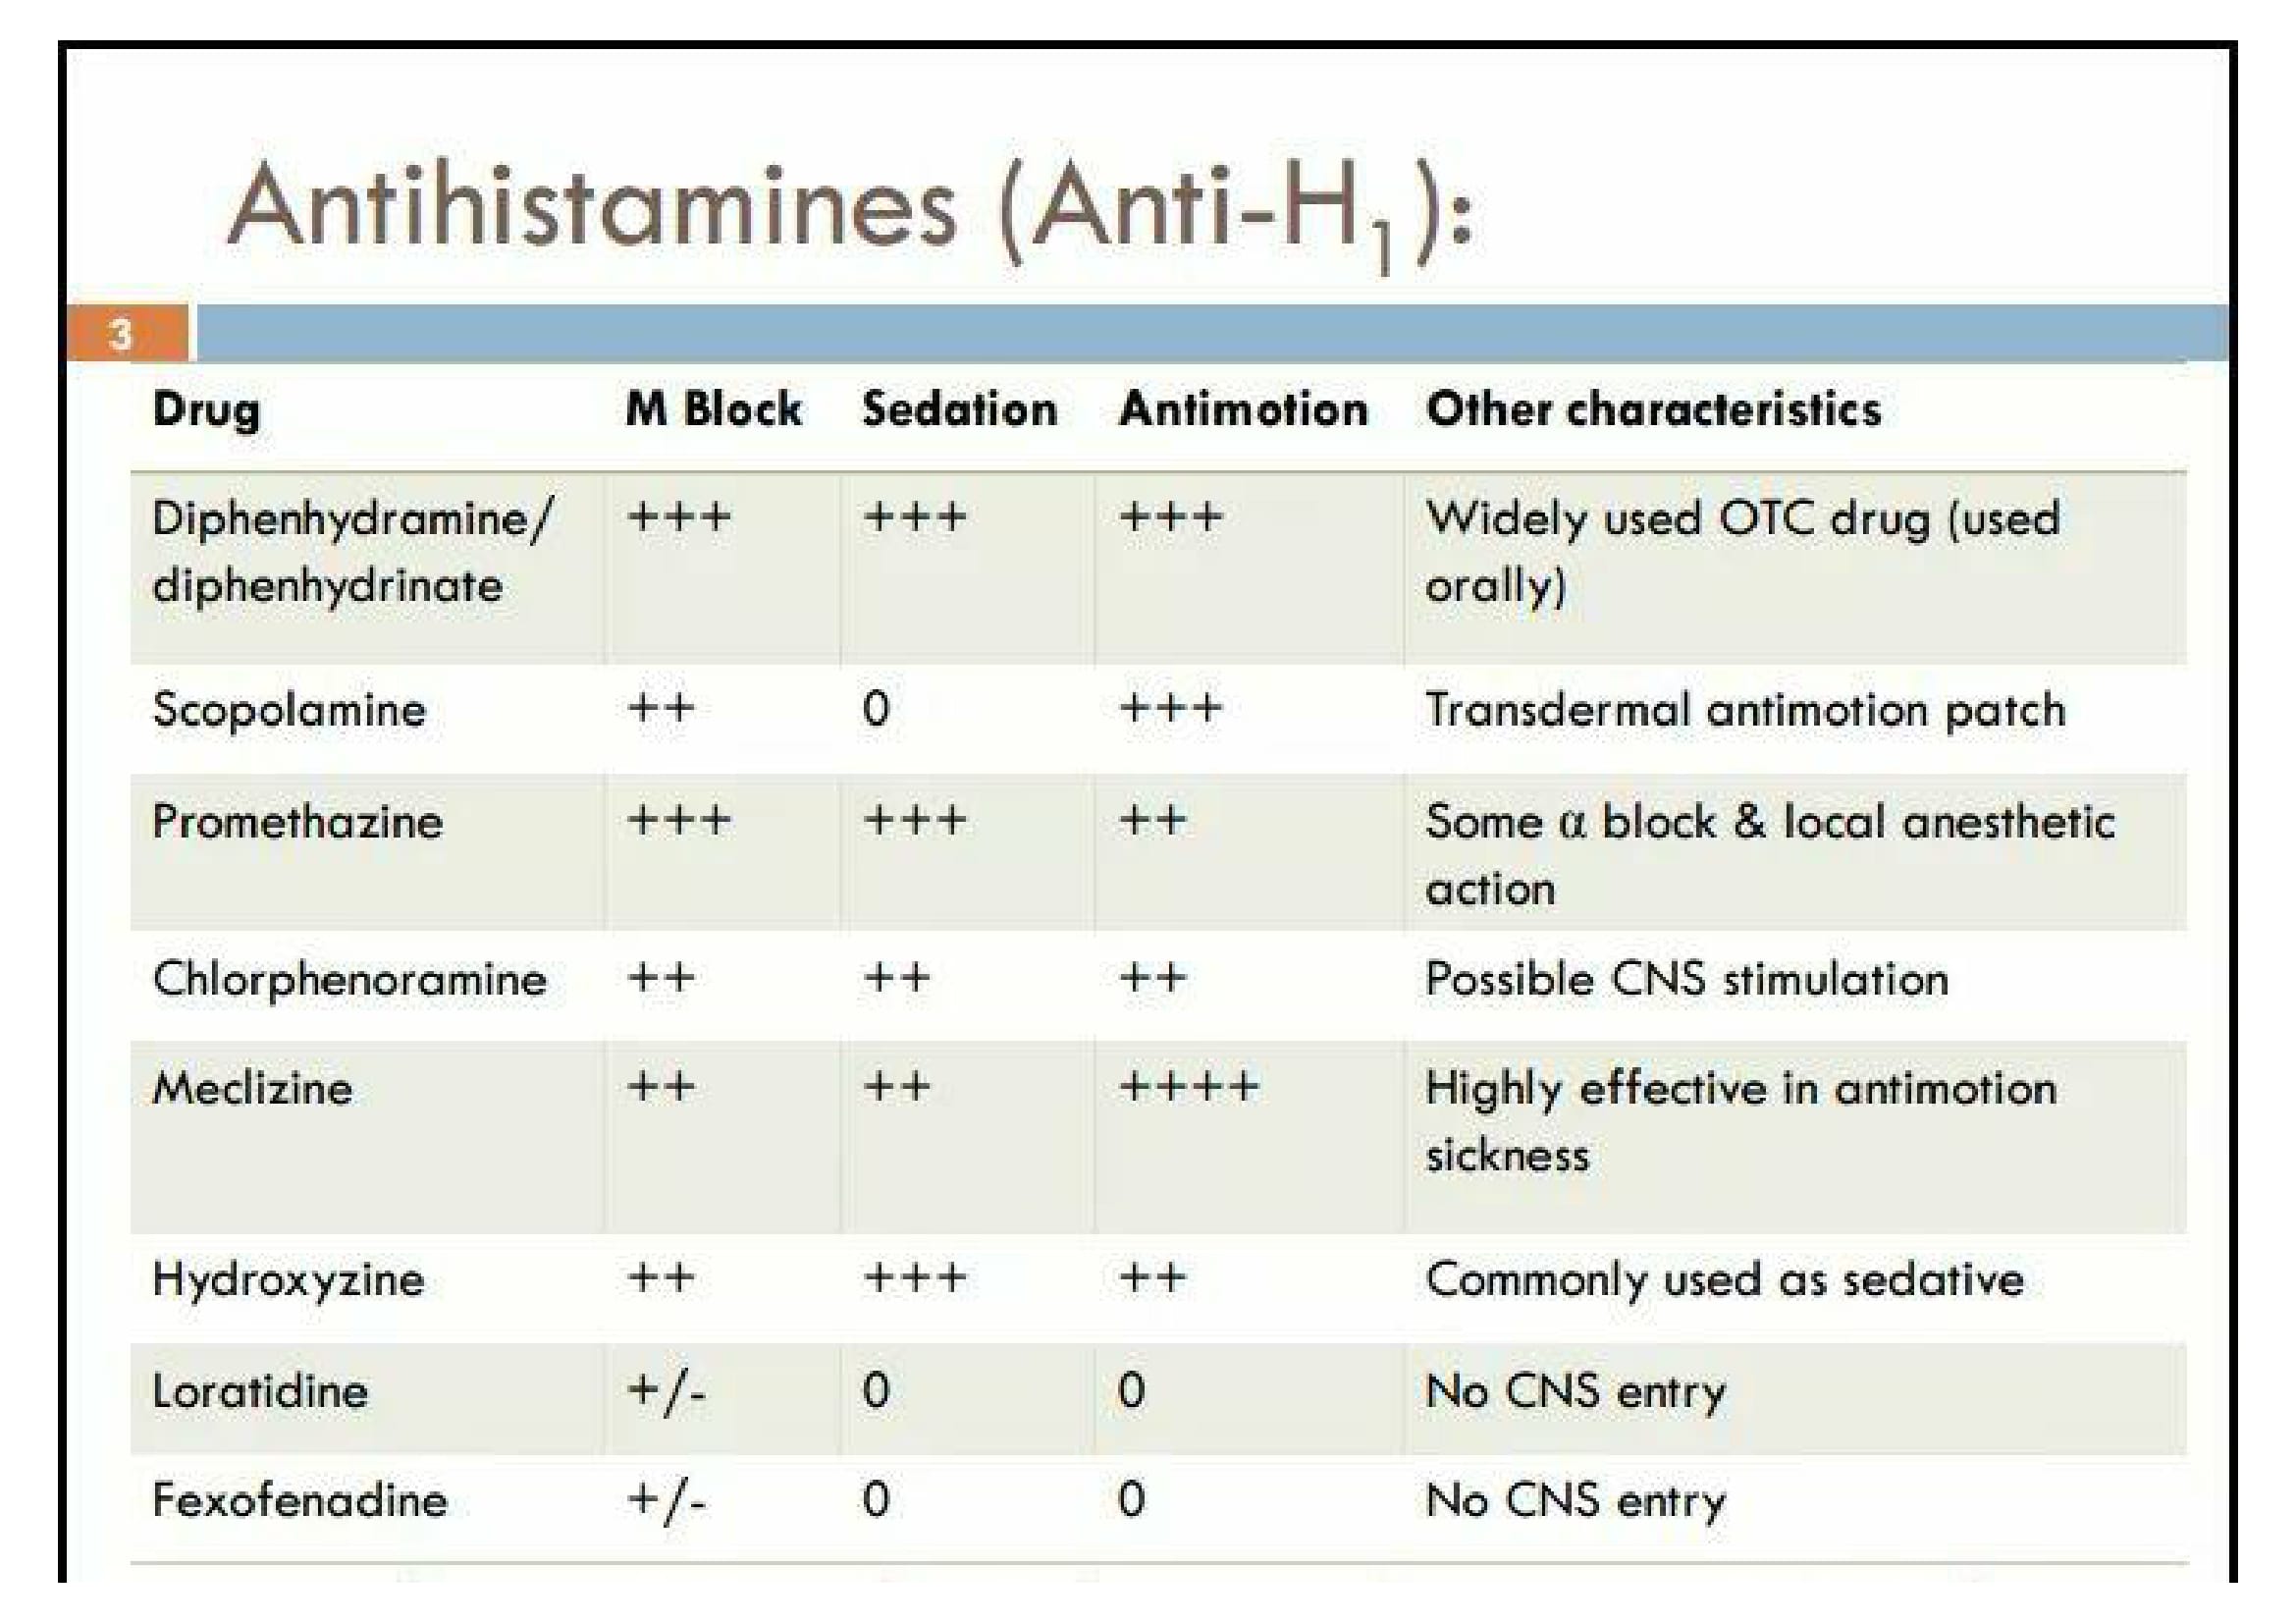 Antihistamines (Anti-H1):
3
Drug M Block Sedation Antimotion Other characteristics
Diphenhydramine/ +++ +++ +++ Widely used OTC drug (used
diphenhydrinate orally)
Scopolamine ++ 0 +++ Transdermal antimotion patch
Promethazine +++ +++ ++ Some α block & local anesthetic
action
Chlorphenoramine ++ ++ ++ Possible CNS stimulation
Meclizine ++ ++ ++++ Highly effective in antimotion
sickness
Hydroxyzine ++ +++ ++ Commonly used as sedative
Loratidine +/- 0 0 No CNS entry
Fexofenadine +/- 0 0 No CNS entry